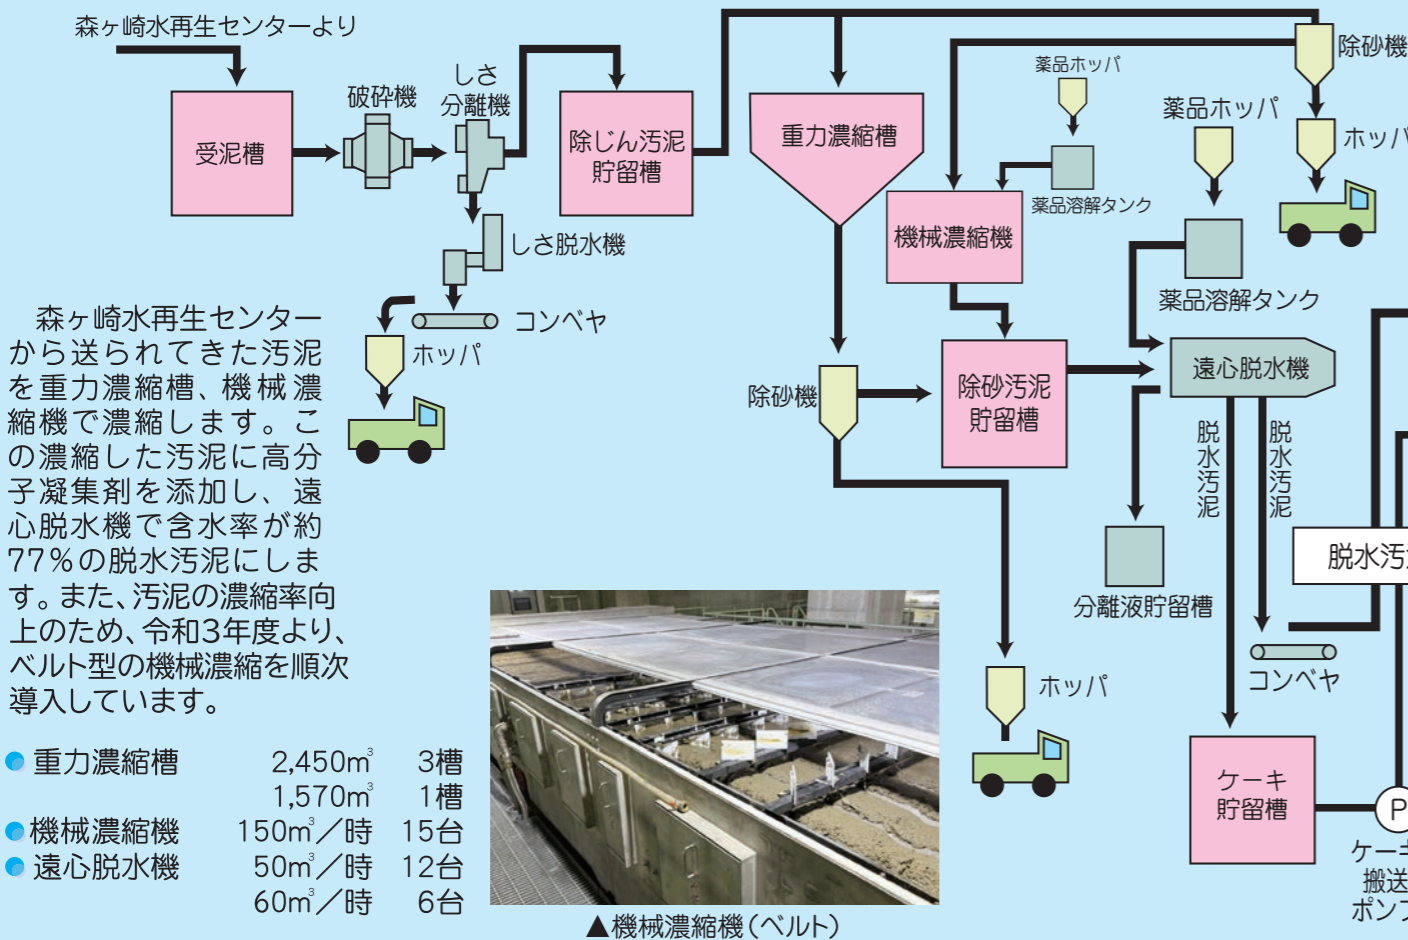 森ヶ崎水再生センターより
受泥槽
破砕機
しさ
分離機
しさ脱水機
コンベヤ
ホッパ
除じん汚泥
貯留槽
重力濃縮槽
除砂機
ホッパ
薬品ホッパ
薬品溶解タンク
機械濃縮機
薬品ホッパ
薬品溶解タンク
除砂機
除砂汚泥
貯留槽
遠心脱水機
脱水汚泥
脱水汚泥
分離液貯留槽
コンベヤ
ホッパ
ケーキ
貯留槽
P
脱水汚
ケー
搬送
ポン
森ヶ崎水再生センター
から送られてきた汚泥
を重力濃縮槽、機械濃
縮機で濃縮します。こ
の濃縮した汚泥に高分
子凝集剤を添加し、遠
心脱水機で含水率が約
77%の脱水汚泥にしま
す。また、汚泥の濃縮率向
上のため、令和3年度より、
ベルト型の機械濃縮を順次
導入しています。
重力濃縮槽 2,450m³ 3槽
1,570m³ 1槽
機械濃縮機 150m³／時 15台
遠心脱水機 50m³／時 12台
60m³／時 6台
▲機械濃縮機（ベルト）